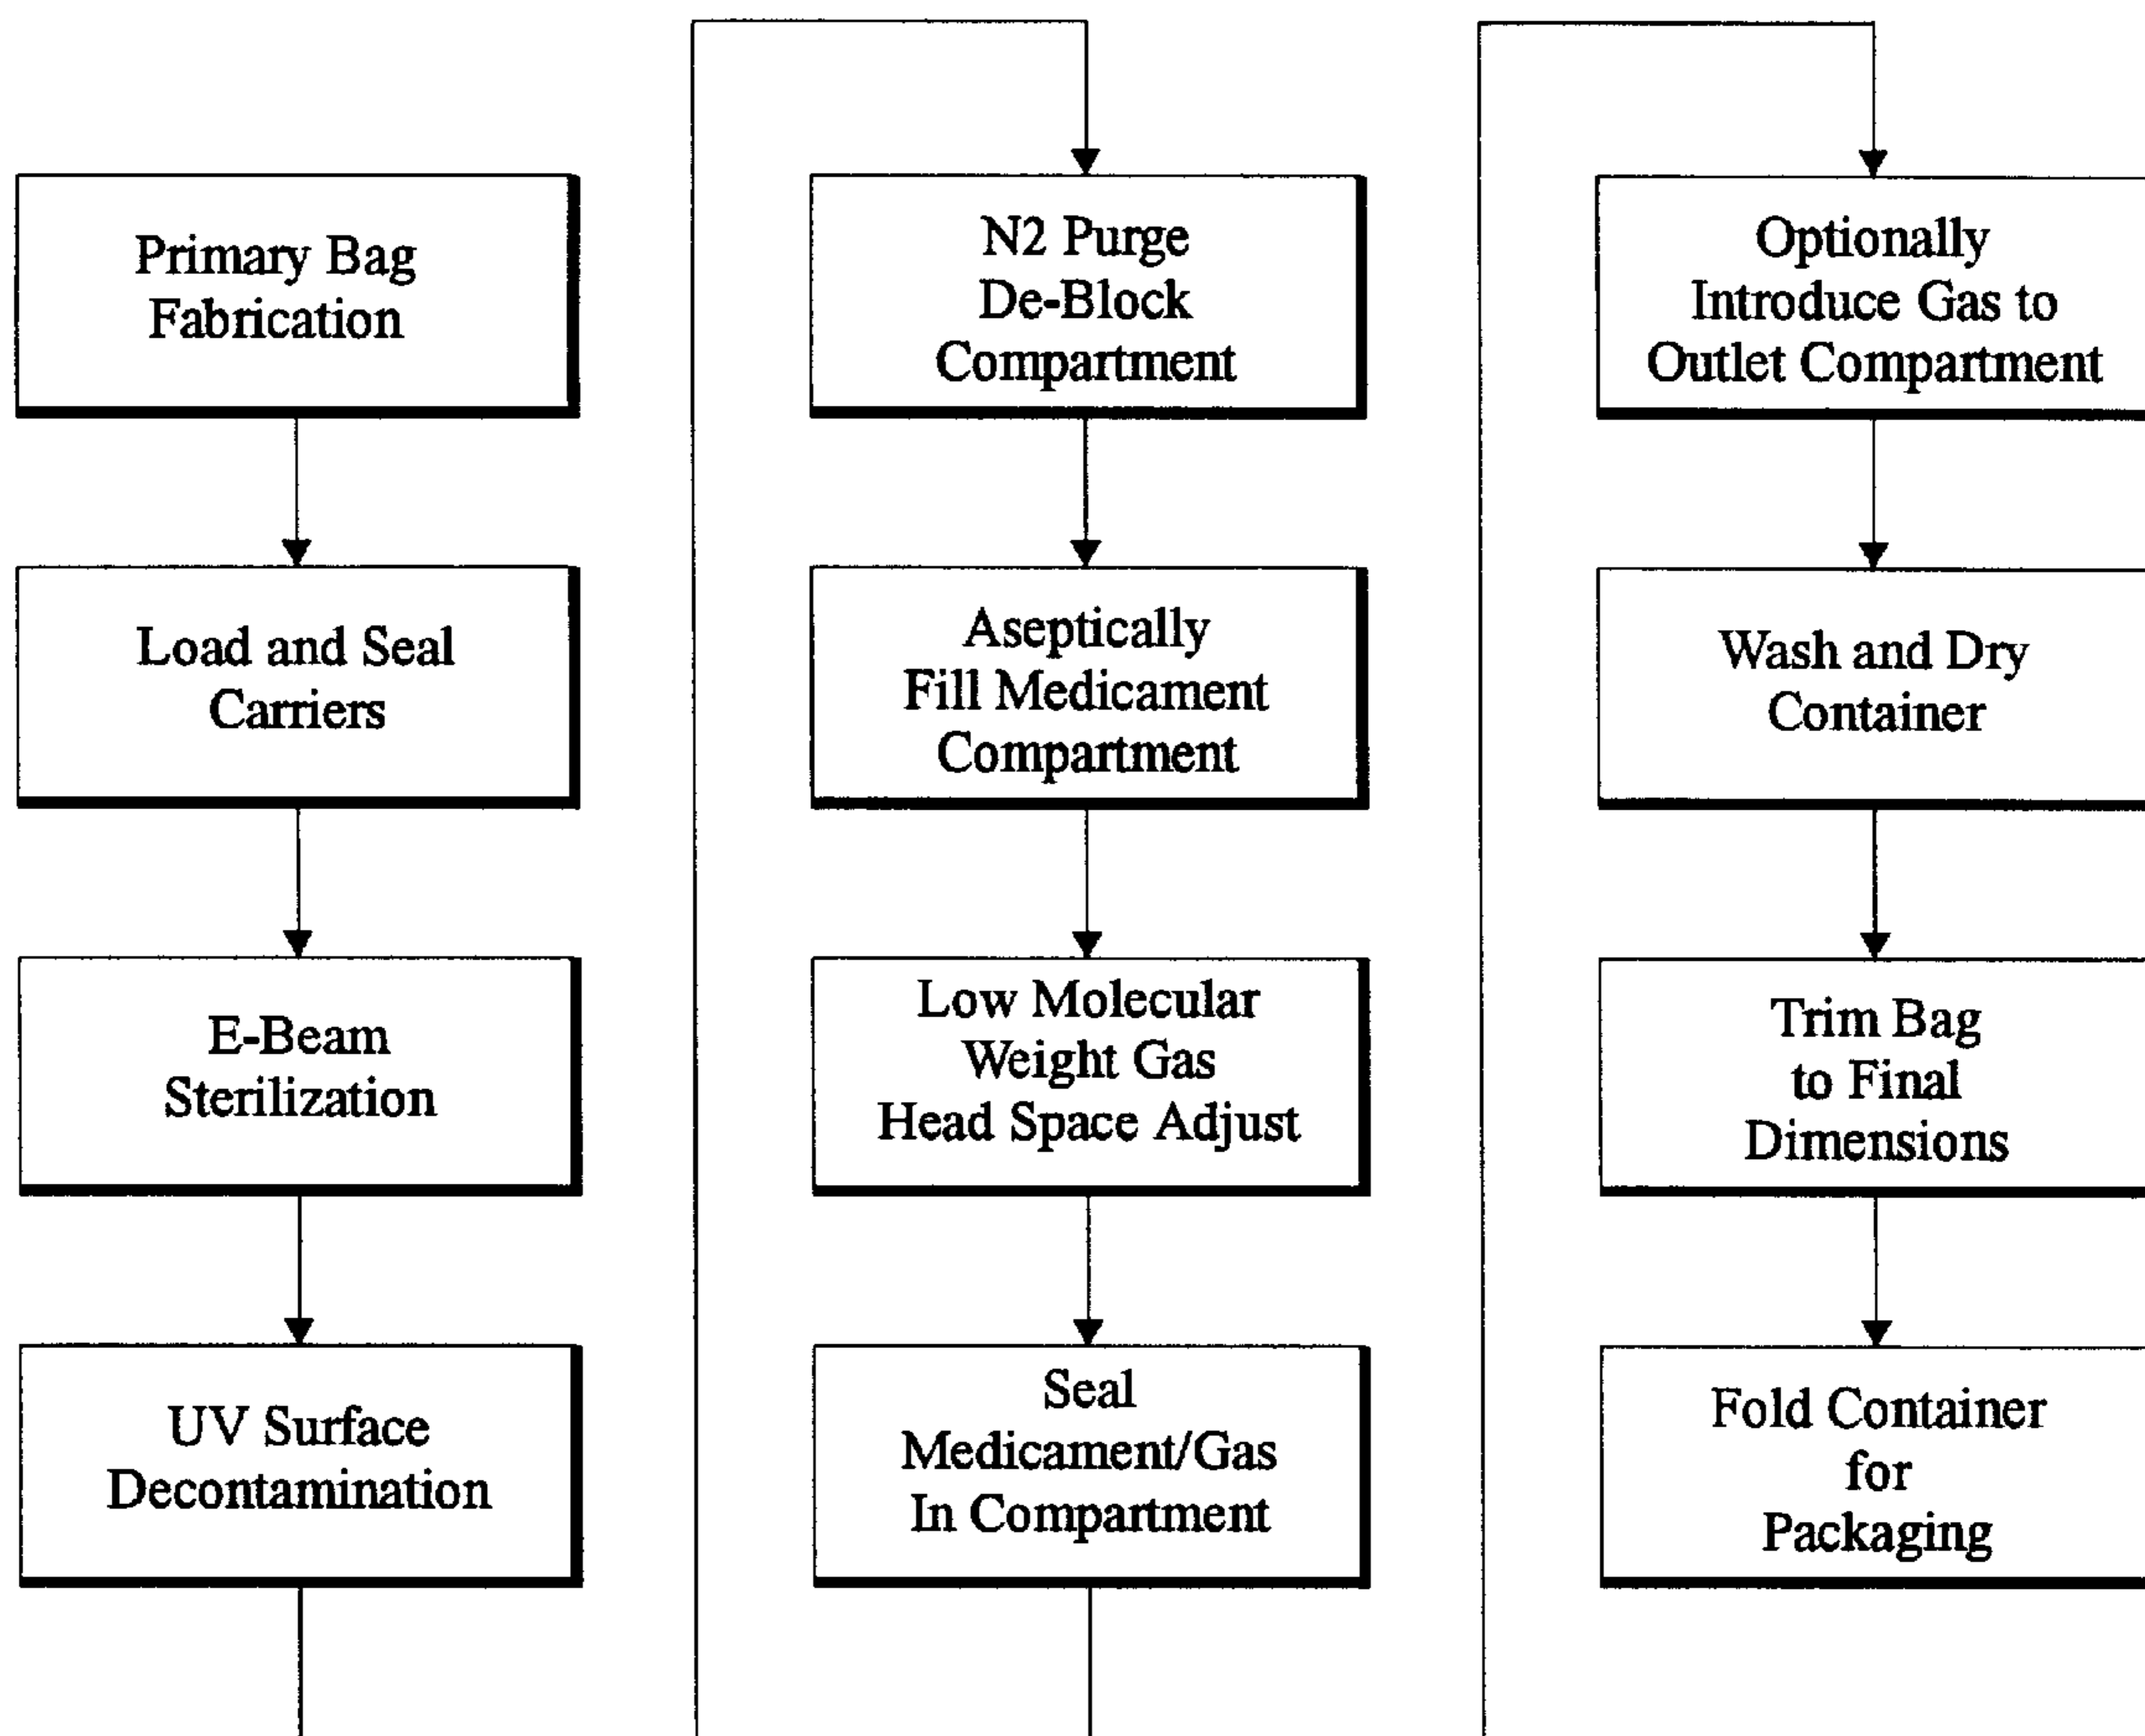 Primary Bag
Fabrication
Load and Seal
Carriers
E-Beam
Sterilization
UV Surface
Decontamination
N2 Purge
De-Block
Compartment
Aseptically
Fill Medicament
Compartment
Low Molecular
Weight Gas
Head Space Adjust
Seal
Medicament/Gas
In Compartment
Optionally
Introduce Gas to
Outlet Compartment
Wash and Dry
Container
Trim Bag
to Final
Dimensions
Fold Container
for
Packaging